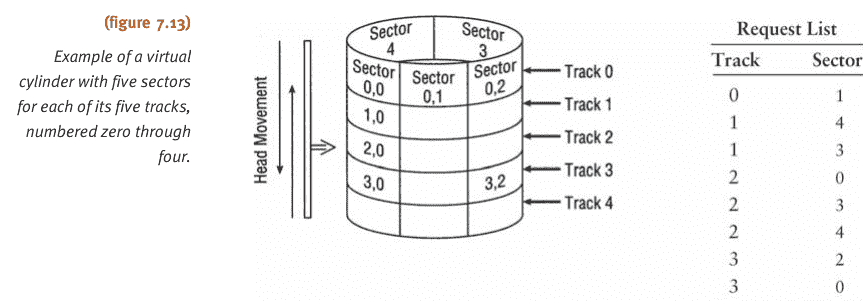 (figure 7.13)
Example of a virtual
cylinder with five sectors
for each of its five tracks,
numbered zero through
four.
Head Movement
Sector
4
Sector
3
Sector
0,0
Sector
0,1
Sector
0,2
1,0
2,0
3,0
3,2
Track 0
Track 1
Track 2
Track 3
Track 4
Request List
Track Sector
0 1
1 4
1 3
2 0
2 3
2 4
3 2
3 0